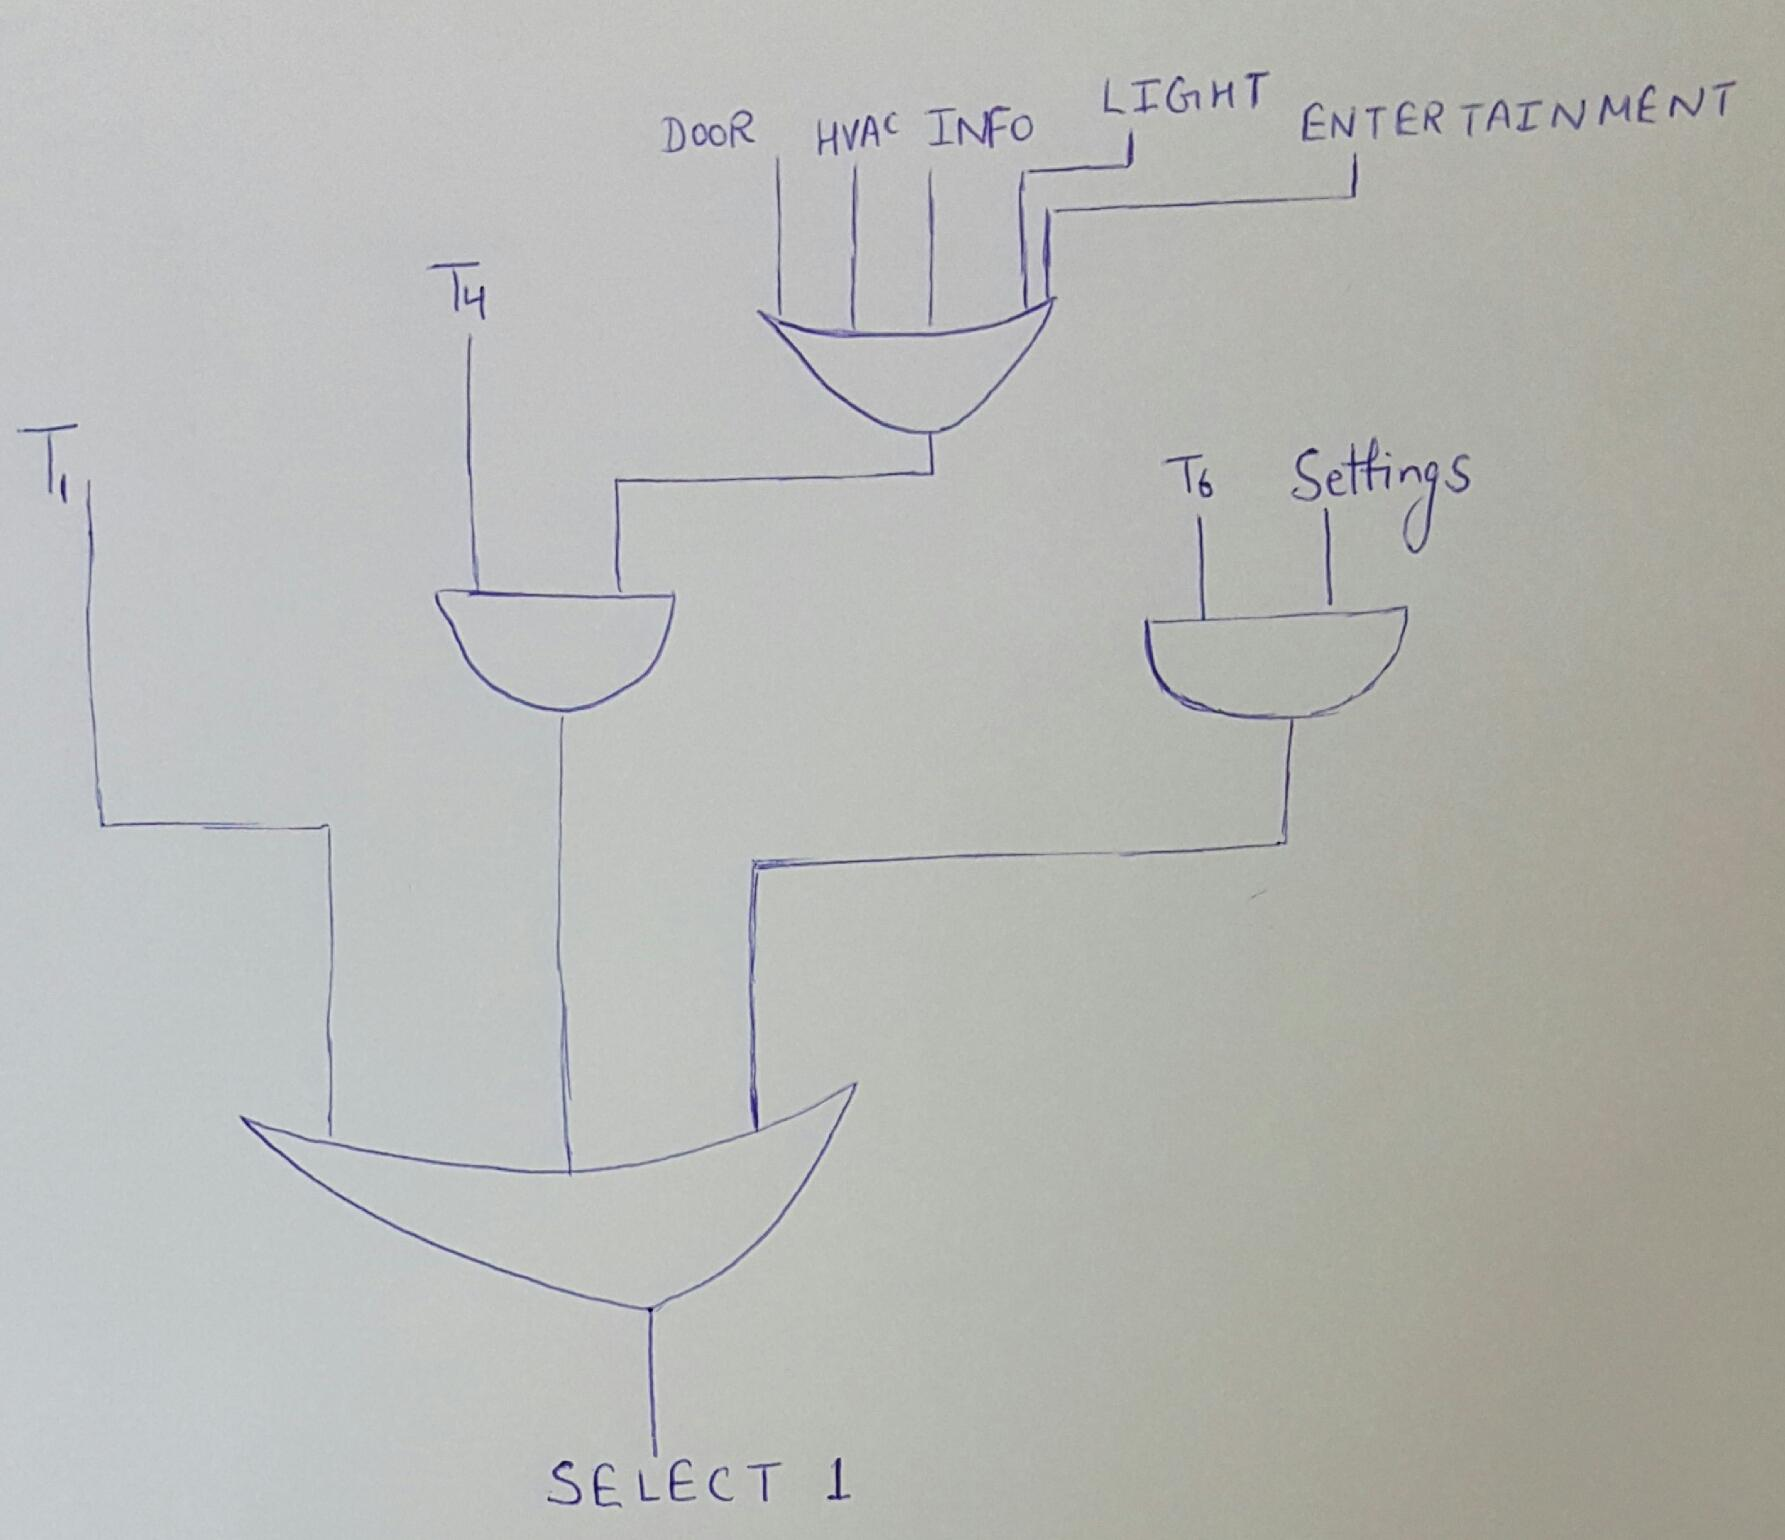 DOOR HVAC INFO LIGHT ENTERTAINMENT
T4
T1
T6 Settings
SELECT 1